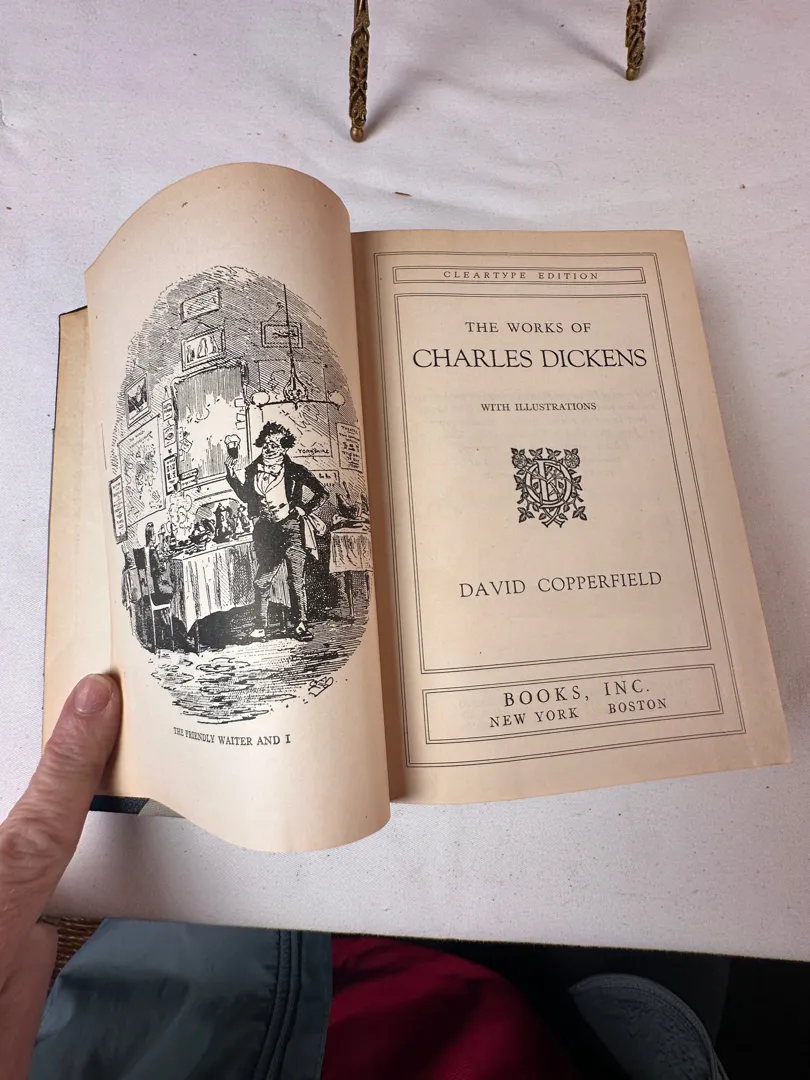 Yorkshire
THE FRIENDLY WAITER AND I
CLEARTYPE EDITION
THE WORKS OF
CHARLES DICKENS
WITH ILLUSTRATIONS
DAVID COPPERFIELD
BOOKS, INC.
NEW YORK BOSTON